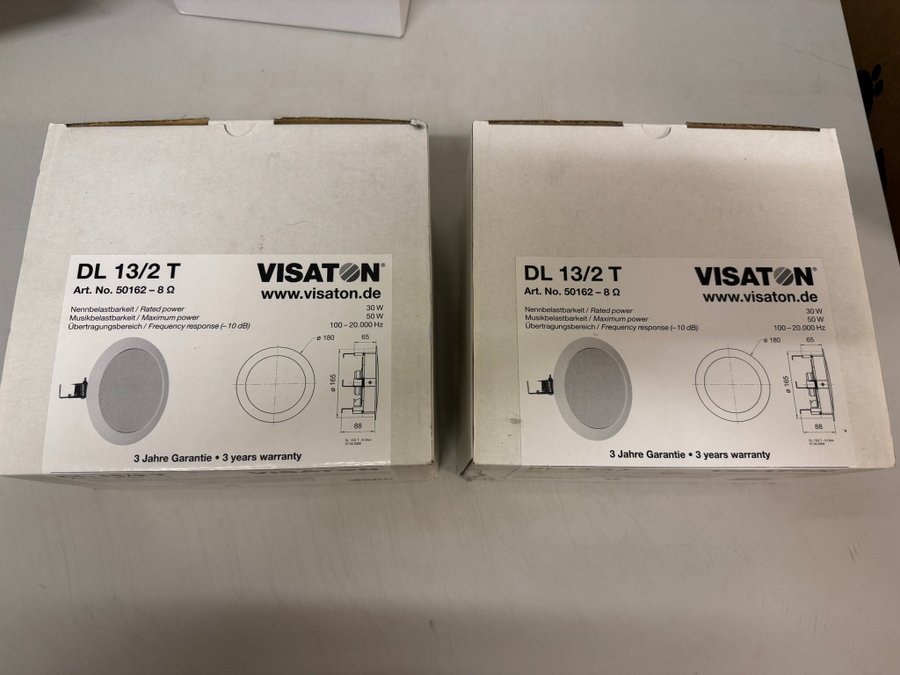 DL 13/2 T
VISATON®
Art. No. 50162 – 8 Ω
www.visaton.de
Nennbelastbarkeit / Rated power 30 W
Musikbelastbarkeit / Maximum power 50 W
Übertragungsbereich / Frequency response (–10 dB) 100 – 20.000 Hz
ø 180
65
ø 165
88
3 Jahre Garantie • 3 years warranty
DL 13/2 T
VISATON®
Art. No. 50162 – 8 Ω
www.visaton.de
Nennbelastbarkeit / Rated power 30 W
Musikbelastbarkeit / Maximum power 50 W
Übertragungsbereich / Frequency response (–10 dB) 100 – 20.000 Hz
ø 180
65
ø 165
88
3 Jahre Garantie • 3 years warranty